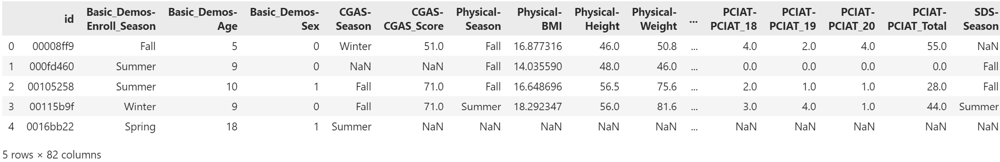 id Basic_Demos-Enroll_Season Basic_Demos-Age Basic_Demos-Sex CGAS-Season CGAS-CGAS_Score Physical-Season Physical-BMI Physical-Height Physical-Weight ... PCIAT-PCIAT_18 PCIAT-PCIAT_19 PCIAT-PCIAT_20 PCIAT-PCIAT_Total SDS-Season
0 00008ff9 Fall 5 0 Winter 51.0 Fall 16.877316 46.0 50.8 ... 4.0 2.0 4.0 55.0 NaN
1 000fd460 Summer 9 0 NaN NaN Fall 14.035590 48.0 46.0 ... 0.0 0.0 0.0 0.0 Fall
2 00105258 Summer 10 1 Fall 71.0 Fall 16.648696 56.5 75.6 ... 2.0 1.0 1.0 28.0 Fall
3 00115b9f Winter 9 0 Fall 71.0 Summer 18.292347 56.0 81.6 ... 3.0 4.0 1.0 44.0 Summer
4 0016bb22 Spring 18 1 Summer NaN NaN NaN NaN NaN ... NaN NaN NaN NaN NaN
5 rows × 82 columns